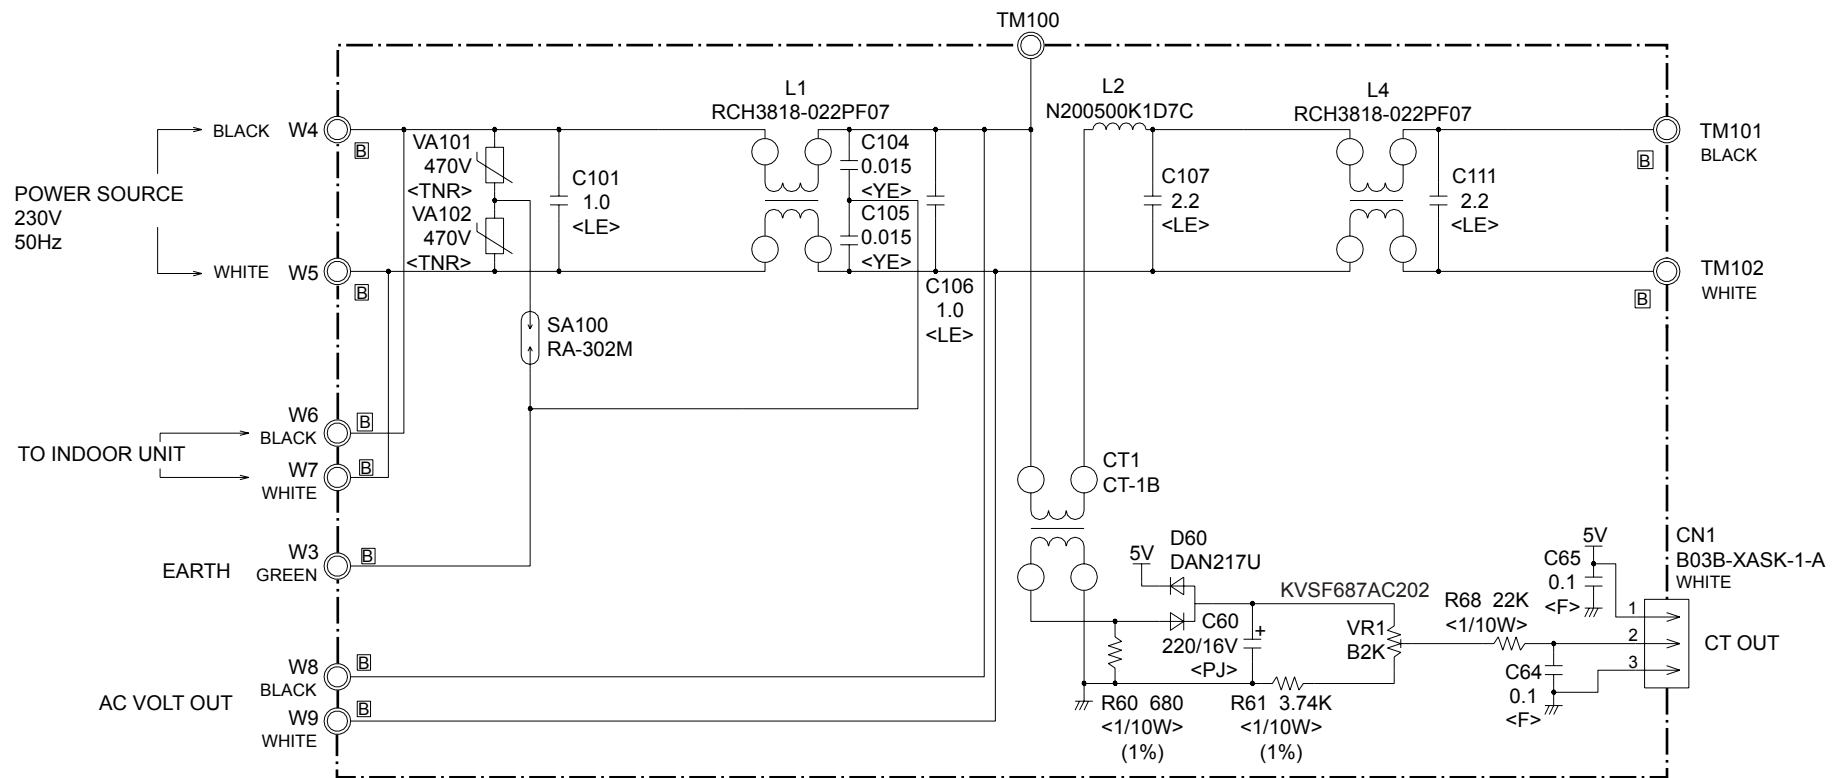 TM100
L1
RCH3818-022PF07
L2
N200500K1D7C
L4
RCH3818-022PF07
POWER SOURCE
230V
50Hz
BLACK W4
B
WHITE W5
B
VA101
470V
<TNR>
VA102
470V
<TNR>
C101
1.0
<LE>
C104
0.015
<YE>
C105
0.015
<YE>
C106
1.0
<LE>
C107
2.2
<LE>
C111
2.2
<LE>
B
TM101
BLACK
B
TM102
WHITE
SA100
RA-302M
TO INDOOR UNIT
W6
BLACK
B
W7
WHITE
B
EARTH
W3
GREEN
B
AC VOLT OUT
W8
BLACK
B
W9
WHITE
B
CT1
CT-1B
5V
D60
DAN217U
C60
220/16V
<PJ>
+
R60 680
<1/10W>
(1%)
R61 3.74K
<1/10W>
(1%)
KVSF687AC202
VR1
B2K
R68 22K
<1/10W>
5V
C65
0.1
<F>
C64
0.1
<F>
CN1
B03B-XASK-1-A
WHITE
1
2
3
CT OUT